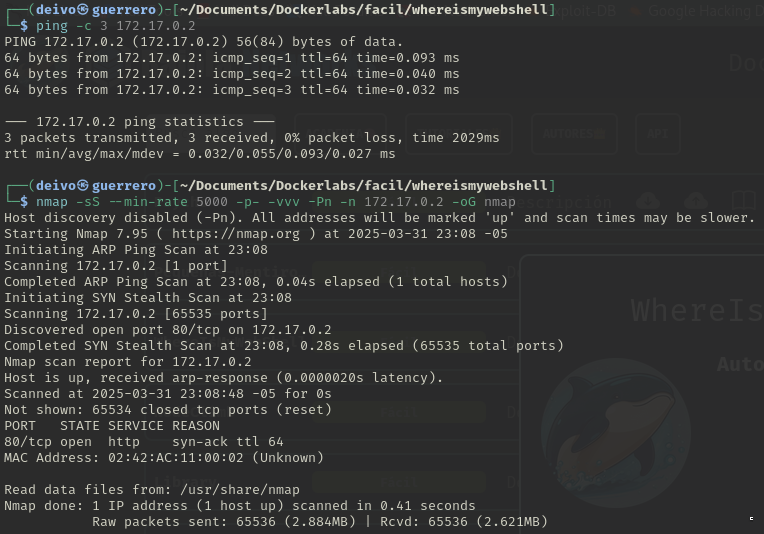 ┌──(deivo㉿guerrero)-[~/Documents/Dockerlabs/facil/whereismywebshell]
└─$ ping -c 3 172.17.0.2
PING 172.17.0.2 (172.17.0.2) 56(84) bytes of data.
64 bytes from 172.17.0.2: icmp_seq=1 ttl=64 time=0.093 ms
64 bytes from 172.17.0.2: icmp_seq=2 ttl=64 time=0.040 ms
64 bytes from 172.17.0.2: icmp_seq=3 ttl=64 time=0.032 ms
--- 172.17.0.2 ping statistics ---
3 packets transmitted, 3 received, 0% packet loss, time 2029ms
rtt min/avg/max/mdev = 0.032/0.055/0.093/0.027 ms
┌──(deivo㉿guerrero)-[~/Documents/Dockerlabs/facil/whereismywebshell]
└─$ nmap -sS --min-rate 5000 -p- -vvv -Pn -n 172.17.0.2 -oG nmap
Host discovery disabled (-Pn). All addresses will be marked 'up' and scan times may be slower.
Starting Nmap 7.95 ( https://nmap.org ) at 2025-03-31 23:08 -05
Initiating ARP Ping Scan at 23:08
Scanning 172.17.0.2 [1 port]
Completed ARP Ping Scan at 23:08, 0.04s elapsed (1 total hosts)
Initiating SYN Stealth Scan at 23:08
Scanning 172.17.0.2 [65535 ports]
Discovered open port 80/tcp on 172.17.0.2
Completed SYN Stealth Scan at 23:08, 0.28s elapsed (65535 total ports)
Nmap scan report for 172.17.0.2
Host is up, received arp-response (0.0000020s latency).
Scanned at 2025-03-31 23:08:48 -05 for 0s
Not shown: 65534 closed tcp ports (reset)
PORT   STATE SERVICE REASON
80/tcp open  http    syn-ack ttl 64
MAC Address: 02:42:AC:11:00:02 (Unknown)
Read data files from: /usr/share/nmap
Nmap done: 1 IP address (1 host up) scanned in 0.41 seconds
           Raw packets sent: 65536 (2.884MB) | Rcvd: 65536 (2.621MB)
Google Hacking
AUTORES
API
WhereIs
Auto